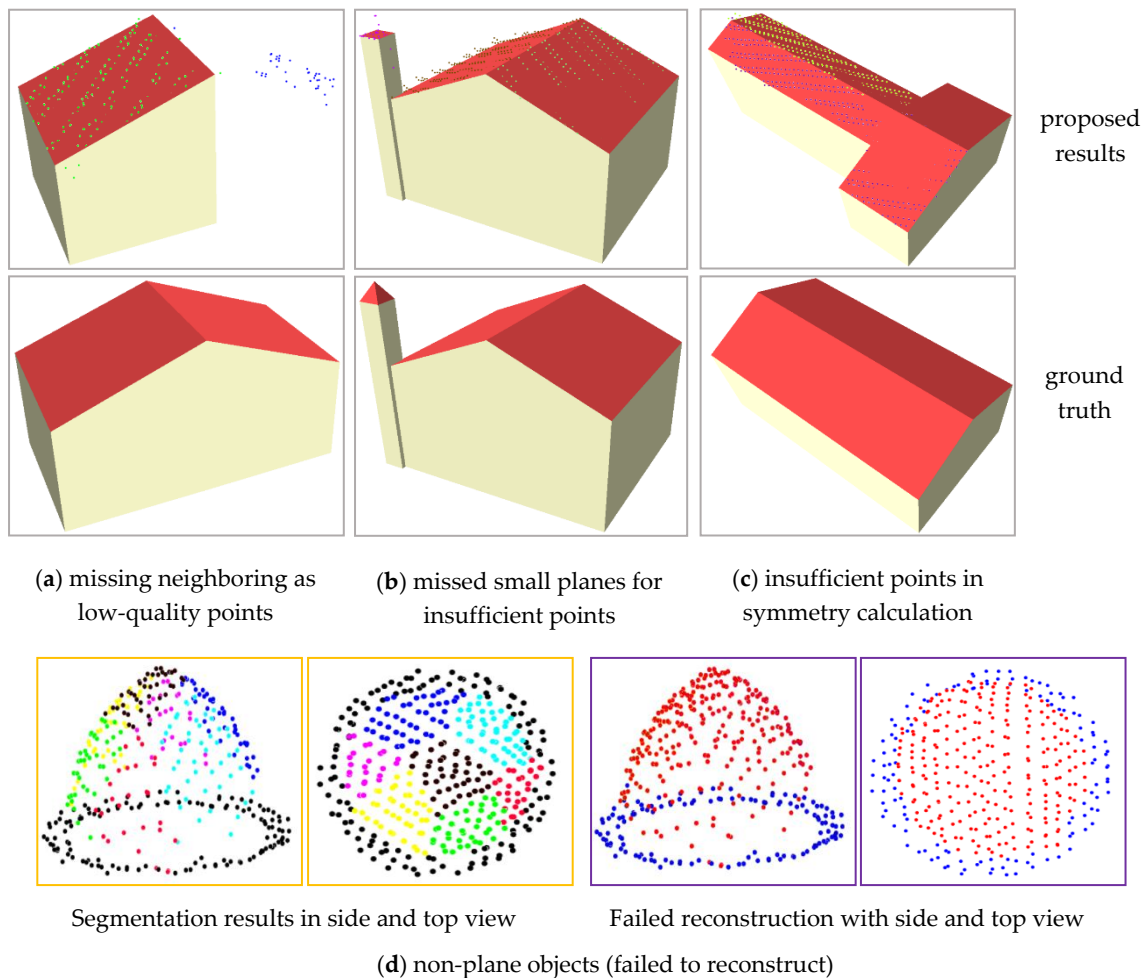 proposed
results
ground
truth
(a) missing neighboring as
low-quality points
(b) missed small planes for
insufficient points
(c) insufficient points in
symmetry calculation
Segmentation results in side and top view
Failed reconstruction with side and top view
(d) non-plane objects (failed to reconstruct)